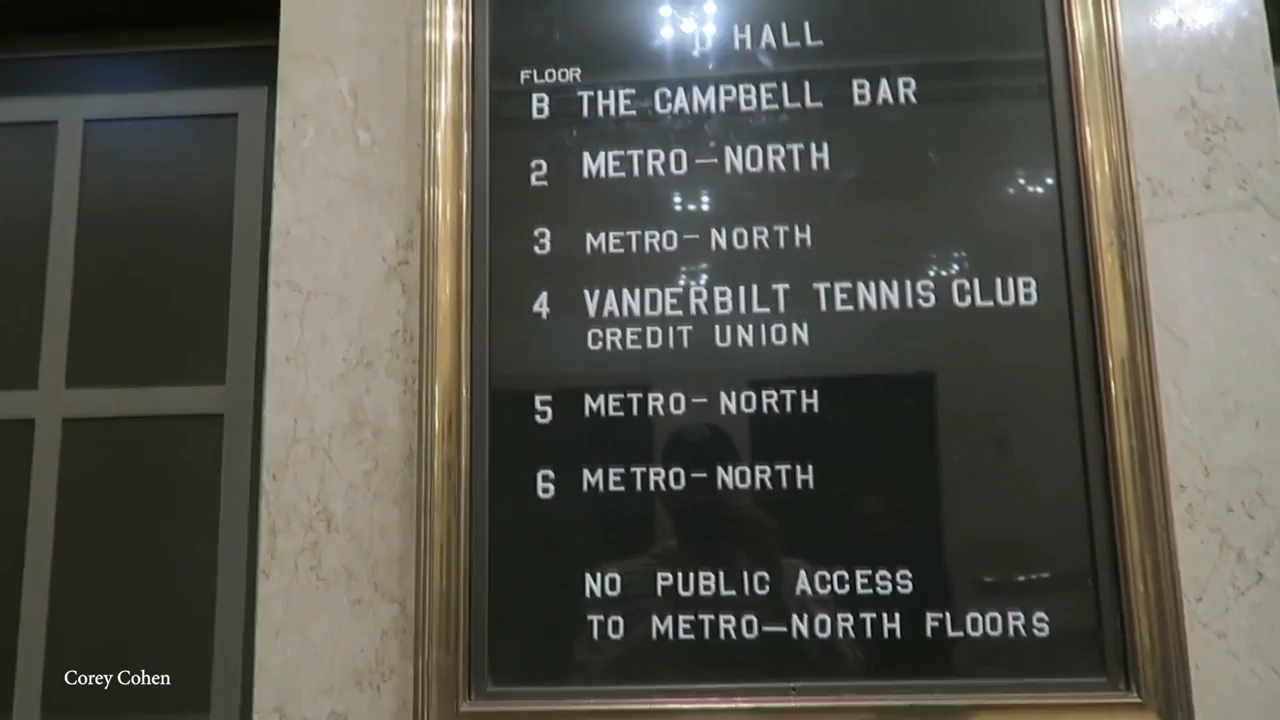 HALL
FLOOR
B THE CAMPBELL BAR
2 METRO-NORTH
3 METRO-NORTH
4 VANDERBILT TENNIS CLUB
CREDIT UNION
5 METRO-NORTH
6 METRO-NORTH
NO PUBLIC ACCESS
TO METRO-NORTH FLOORS
Corey Cohen